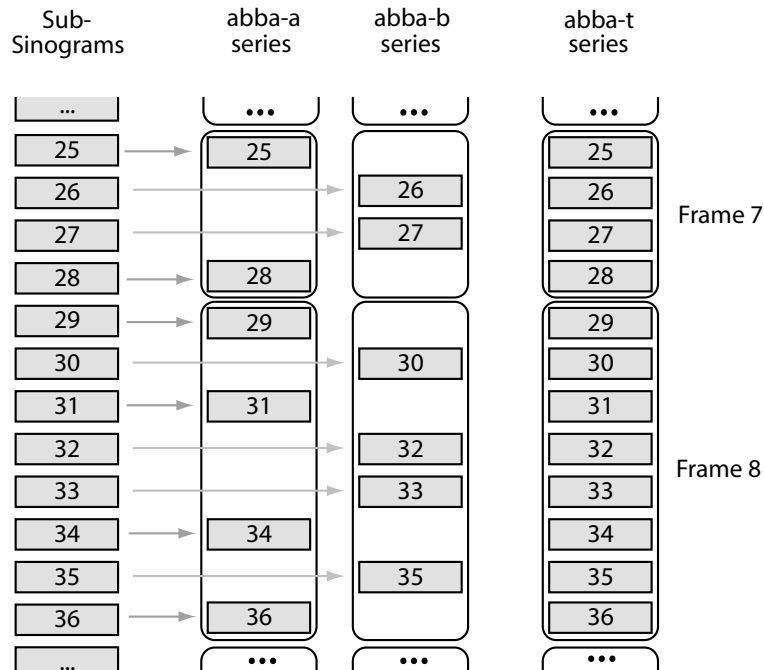 Sub- abba-a abba-b abba-t
Sinograms series series series
... ... ... ...
25 25 25
26 26 26
27 27 27
Frame 7
28 28 28
29 29 29
30 30 30
31 31 31
32 32 32
Frame 8
33 33 33
34 34 34
35 35 35
36 36 36
... ... ... ...